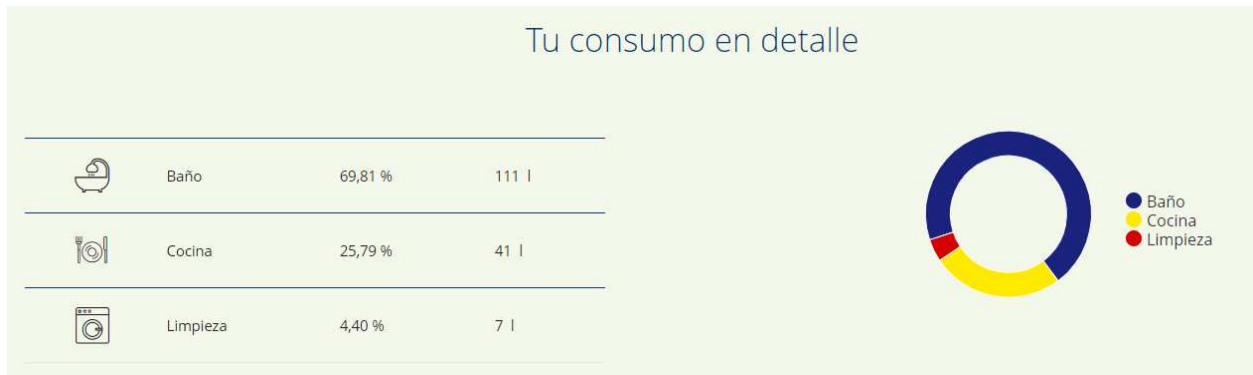 Tu consumo en detalle
Baño 69,81 % 111 l
Cocina 25,79 % 41 l
Limpieza 4,40 % 7 l
Baño
Cocina
Limpieza